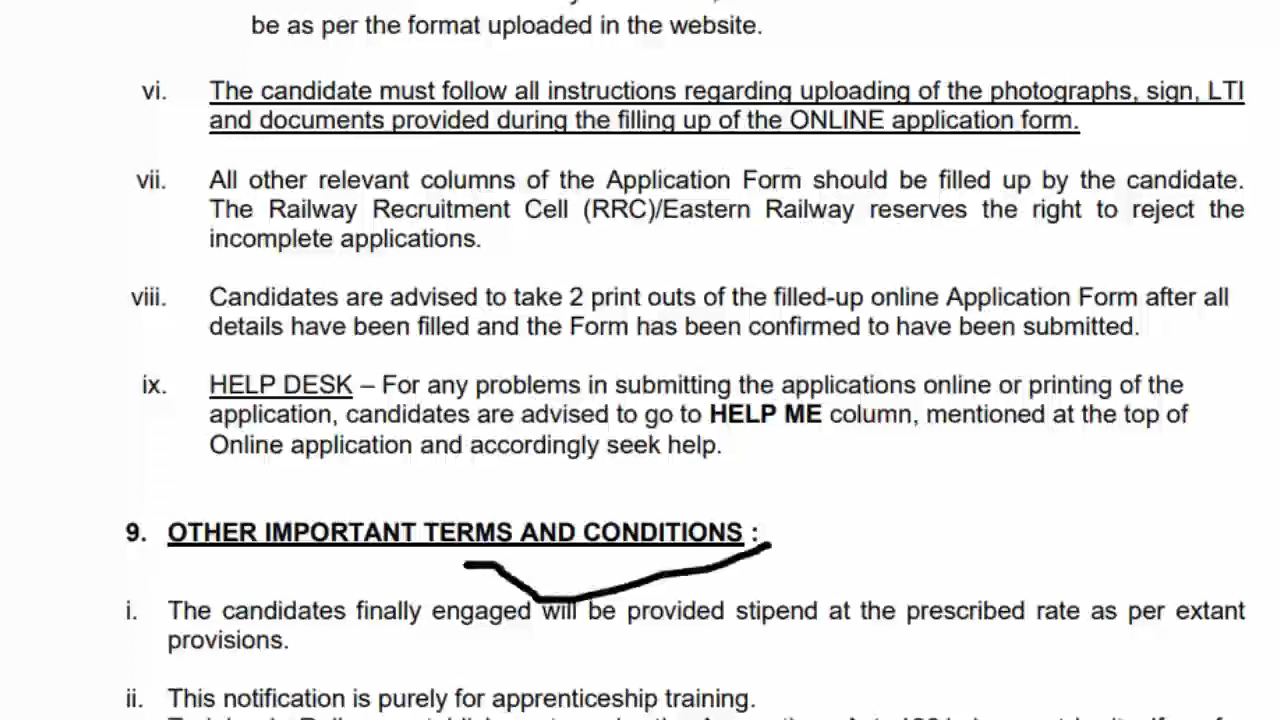 be as per the format uploaded in the website.
vi. The candidate must follow all instructions regarding uploading of the photographs, sign, LTI
and documents provided during the filling up of the ONLINE application form.
vii. All other relevant columns of the Application Form should be filled up by the candidate.
The Railway Recruitment Cell (RRC)/Eastern Railway reserves the right to reject the
incomplete applications.
viii. Candidates are advised to take 2 print outs of the filled-up online Application Form after all
details have been filled and the Form has been confirmed to have been submitted.
ix. HELP DESK – For any problems in submitting the applications online or printing of the
application, candidates are advised to go to HELP ME column, mentioned at the top of
Online application and accordingly seek help.
9. OTHER IMPORTANT TERMS AND CONDITIONS :
i. The candidates finally engaged will be provided stipend at the prescribed rate as per extant
provisions.
ii. This notification is purely for apprenticeship training.